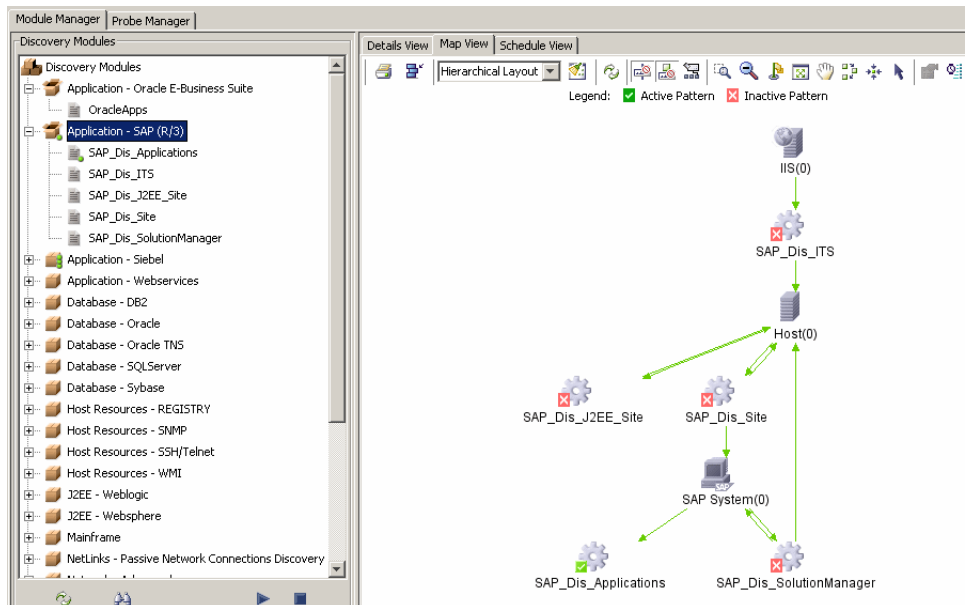 Module Manager Probe Manager
Discovery Modules
Discovery Modules
Application - Oracle E-Business Suite
OracleApps
Application - SAP (R/3)
SAP_Dis_Applications
SAP_Dis_ITS
SAP_Dis_J2EE_Site
SAP_Dis_Site
SAP_Dis_SolutionManager
Application - Siebel
Application - Webservices
Database - DB2
Database - Oracle
Database - Oracle TNS
Database - SQLServer
Database - Sybase
Host Resources - REGISTRY
Host Resources - SNMP
Host Resources - SSH/Telnet
Host Resources - WMI
J2EE - Weblogic
J2EE - Websphere
Mainframe
NetLinks - Passive Network Connections Discovery
Details View Map View Schedule View
Hierarchical Layout
Legend: Active Pattern Inactive Pattern
IIS(0)
SAP_Dis_ITS
Host(0)
SAP_Dis_J2EE_Site SAP_Dis_Site
SAP
SAP System(0)
SAP_Dis_Applications SAP_Dis_SolutionManager